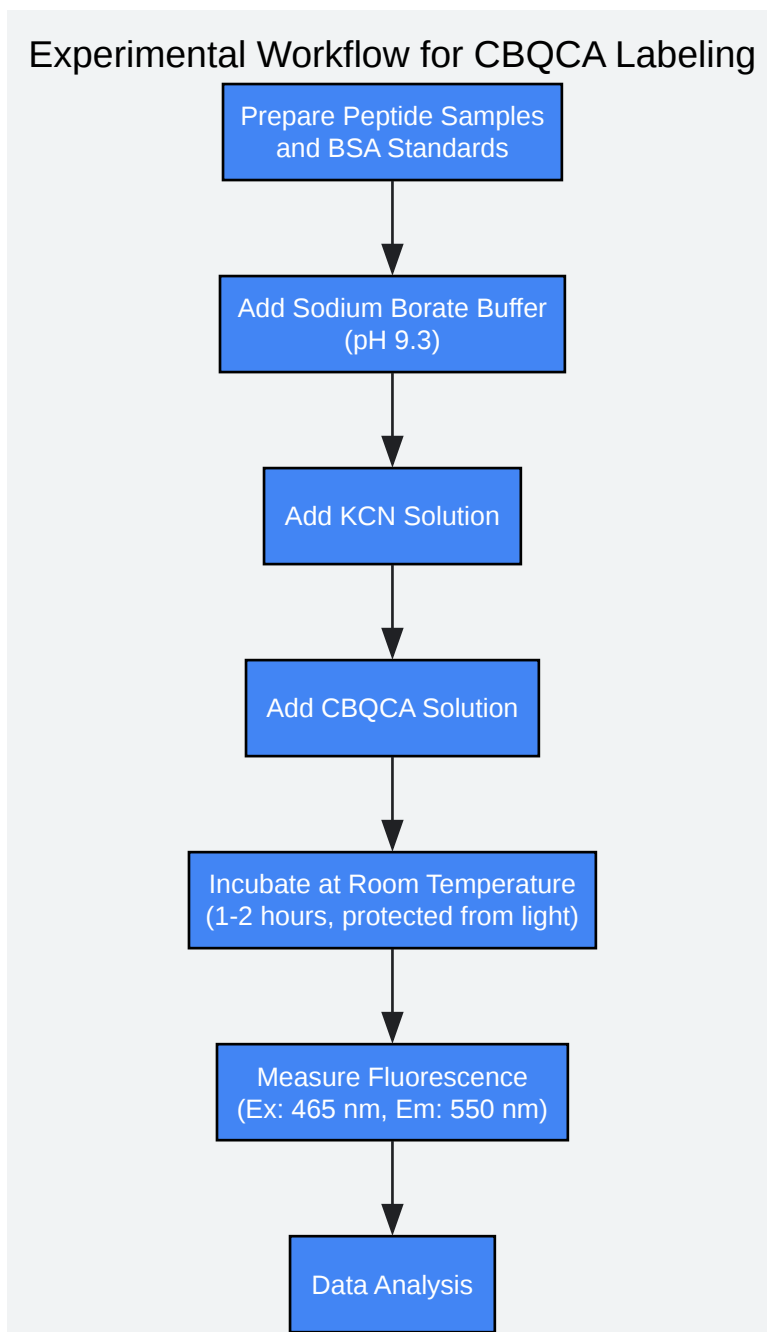 Experimental Workflow for CBQCA Labeling
Prepare Peptide Samples
and BSA Standards
Add Sodium Borate Buffer
(pH 9.3)
Add KCN Solution
Add CBQCA Solution
Incubate at Room Temperature
(1-2 hours, protected from light)
Measure Fluorescence
(Ex: 465 nm, Em: 550 nm)
Data Analysis